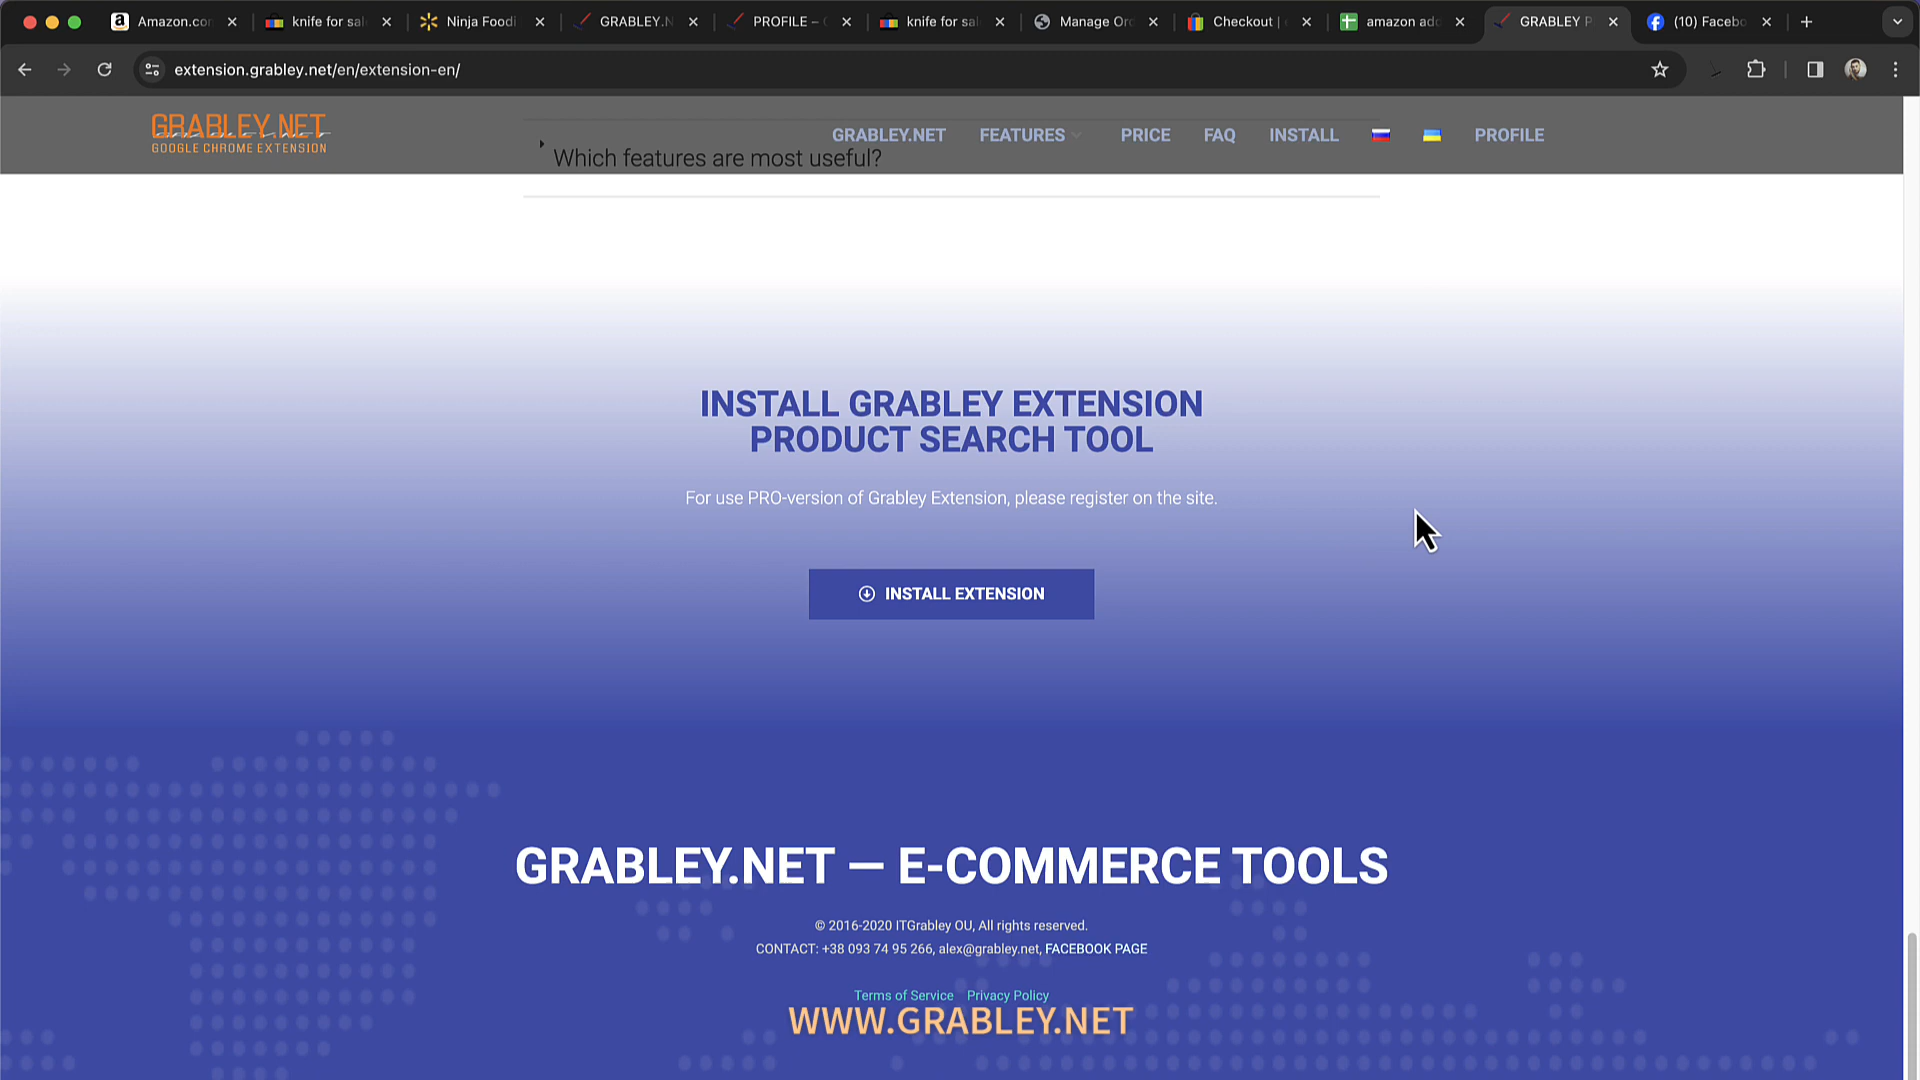 Amazon.co
knife for sal
Ninja Foodi
GRABLEY.N
PROFILE –
knife for sal
Manage Or
Checkout |
amazon ad
GRABLEY P
(10) Facebo
extension.grabley.net/en/extension-en/
GRABLEY.NET
GOOGLE CHROME EXTENSION
GRABLEY.NET
FEATURES
PRICE
FAQ
INSTALL
PROFILE
Which features are most useful?
INSTALL GRABLEY EXTENSION
PRODUCT SEARCH TOOL
For use PRO-version of Grabley Extension, please register on the site.
INSTALL EXTENSION
GRABLEY.NET — E-COMMERCE TOOLS
© 2016-2020 ITGrabley OU, All rights reserved.
CONTACT: +38 093 74 95 266, alex@grabley.net, FACEBOOK PAGE
Terms of Service Privacy Policy
WWW.GRABLEY.NET